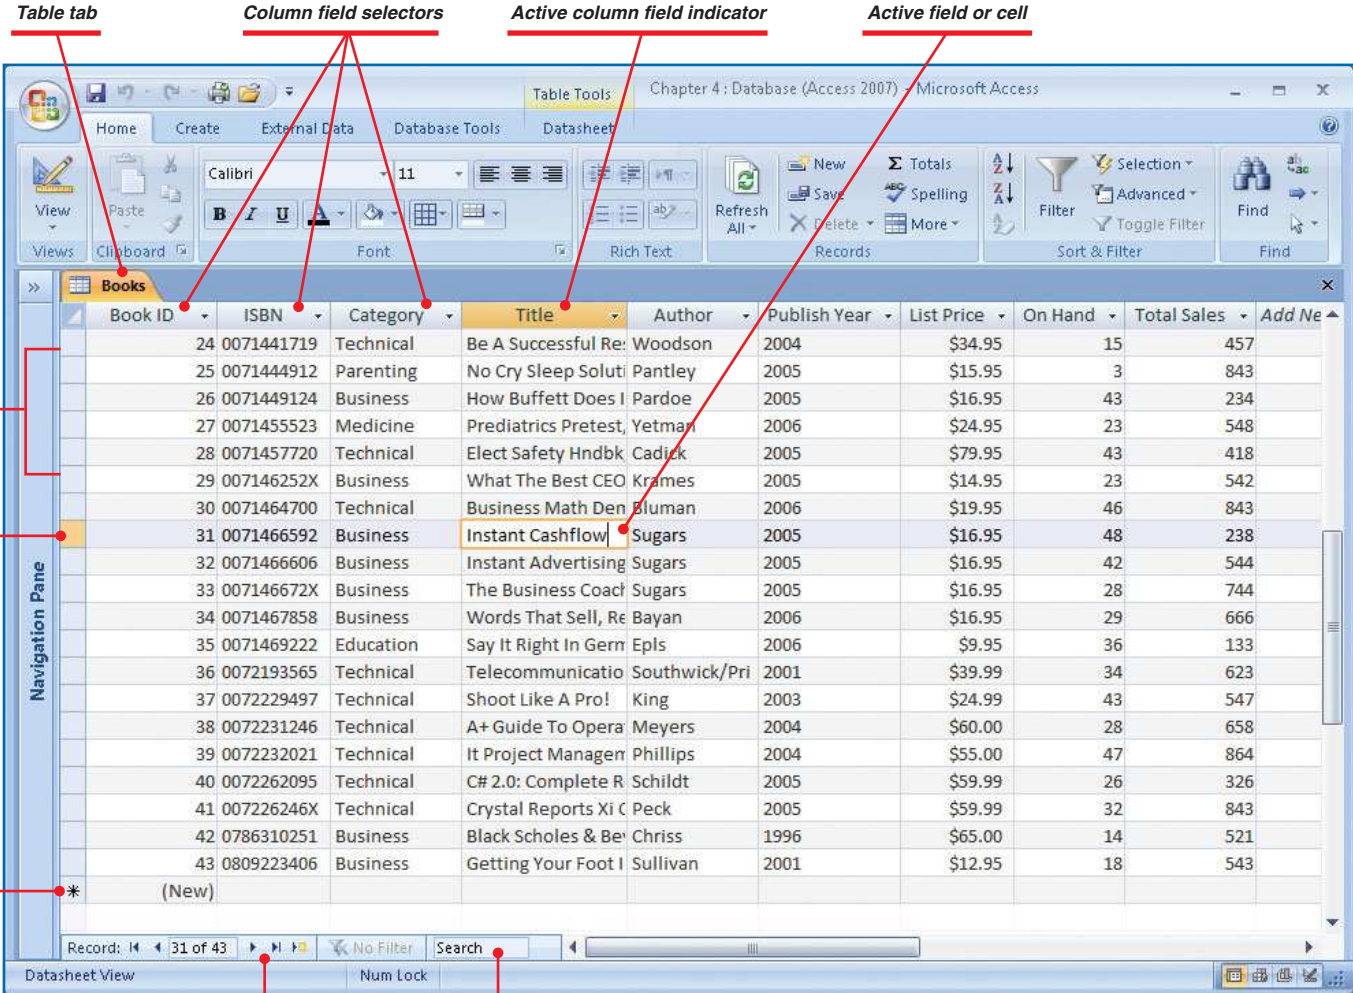 Table tab Column field selectors Active column field indicator Active field or cell
Table Tools Chapter 4 : Database (Access 2007) - Microsoft Access
Home Create External Data Database Tools Datasheet
Calibri 11 New Σ Totals Selection
View Paste B I U A Refresh All Save Spelling Filter Advanced Find
Delete More Toggle Filter
Views Clipboard Font Rich Text Records Sort & Filter Find
Books
Book ID ISBN Category Title Author Publish Year List Price On Hand Total Sales Add Ne
24 0071441719 Technical Be A Successful Re Woodson 2004 $34.95 15 457
25 0071444912 Parenting No Cry Sleep Soluti Pantley 2005 $15.95 3 843
26 0071449124 Business How Buffett Does I Pardoe 2005 $16.95 43 234
27 0071455523 Medicine Prediatrics Pretest, Yetman 2006 $24.95 23 548
28 0071457720 Technical Elect Safety Hndbk Cadick 2005 $79.95 43 418
29 007146252X Business What The Best CEO Krames 2005 $14.95 23 542
30 0071464700 Technical Business Math Den Bluman 2006 $19.95 46 843
31 0071466592 Business Instant Cashflow Sugars 2005 $16.95 48 238
32 0071466606 Business Instant Advertising Sugars 2005 $16.95 42 544
33 007146672X Business The Business Coach Sugars 2005 $16.95 28 744
34 0071467858 Business Words That Sell, Re Bayan 2006 $16.95 29 666
35 0071469222 Education Say It Right In Germ Epls 2006 $9.95 36 133
36 0072193565 Technical Telecommunicatio Southwick/Pri 2001 $39.99 34 623
37 0072229497 Technical Shoot Like A Pro! King 2003 $24.99 43 547
38 0072231246 Technical A+ Guide To Opera Meyers 2004 $60.00 28 658
39 0072232021 Technical It Project Managem Phillips 2004 $55.00 47 864
40 0072262095 Technical C# 2.0: Complete R Schildt 2005 $59.99 26 326
41 007226246X Technical Crystal Reports Xi C Peck 2005 $59.99 32 843
42 0786310251 Business Black Scholes & Be Chriss 1996 $65.00 14 521
43 0809223406 Business Getting Your Foot I Sullivan 2001 $12.95 18 543
(New)
Navigation Pane
Record: 31 of 43 No Filter Search
Datasheet View Num Lock